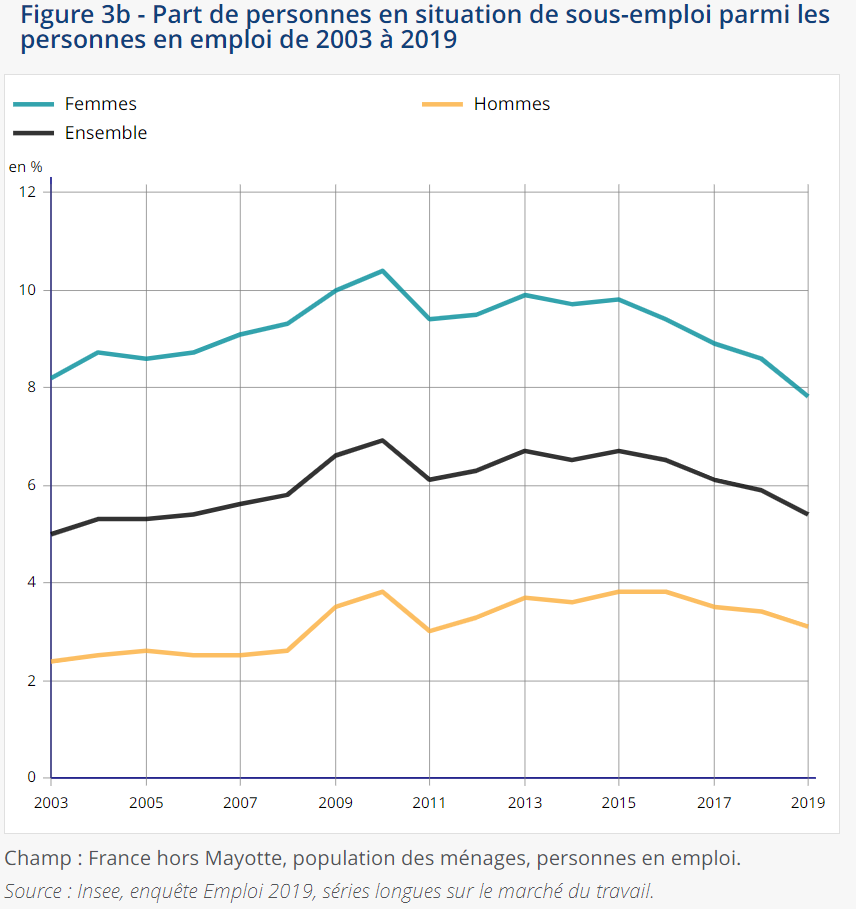 Figure 3b - Part de personnes en situation de sous-emploi parmi les
personnes en emploi de 2003 à 2019
Femmes
Hommes
Ensemble
en %
12
10
8
6
4
2
0
2003 2005 2007 2009 2011 2013 2015 2017 2019
Champ : France hors Mayotte, population des ménages, personnes en emploi.
Source : Insee, enquête Emploi 2019, séries longues sur le marché du travail.